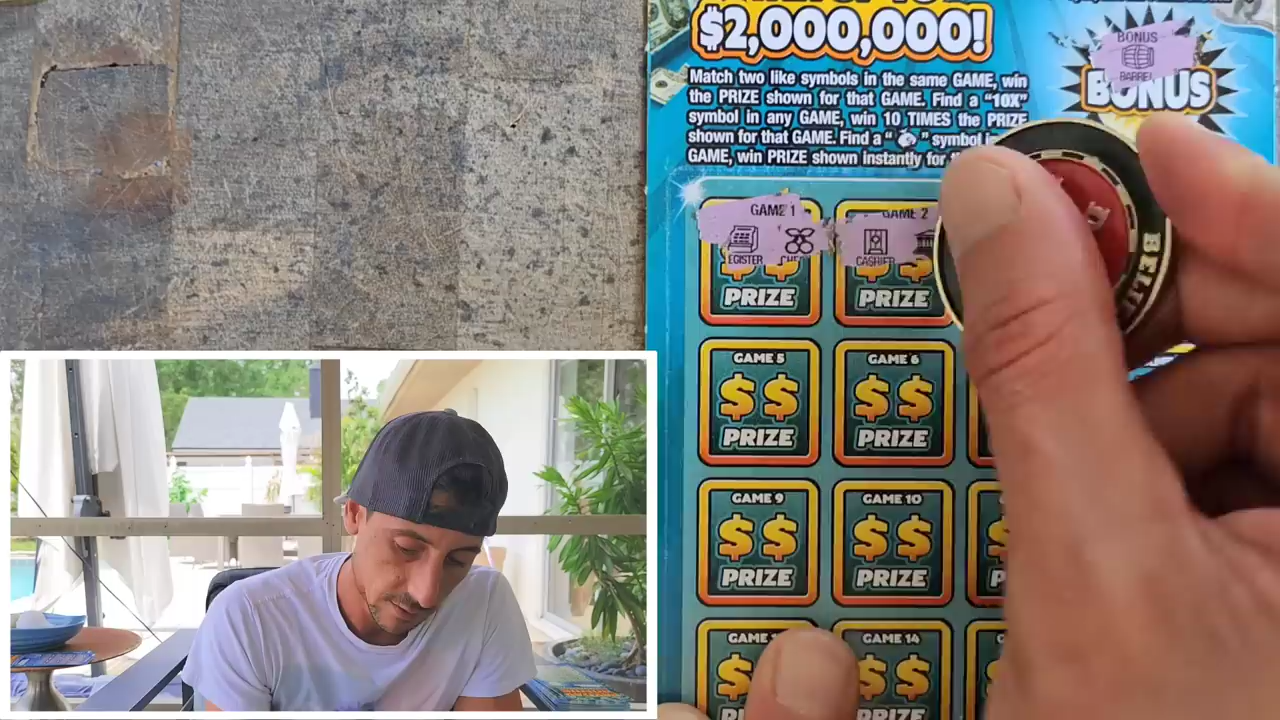 $2,000,000!
Match two like symbols in the same GAME, win
the PRIZE shown for that GAME. Find a "10X"
symbol in any GAME, win 10 TIMES the PRIZE
shown for that GAME. Find a " " symbol in
GAME, win PRIZE shown instantly for
BONUS
BARREL
BONUS
GAME 1
GAME 2
EGISTER
CASHIER
PRIZE
PRIZE
GAME 5
GAME 6
$$
$$
PRIZE
PRIZE
GAME 9
GAME 10
$$
$$
PRIZE
PRIZE
GAME
GAME 14
$
$$
PRIZE
BELT